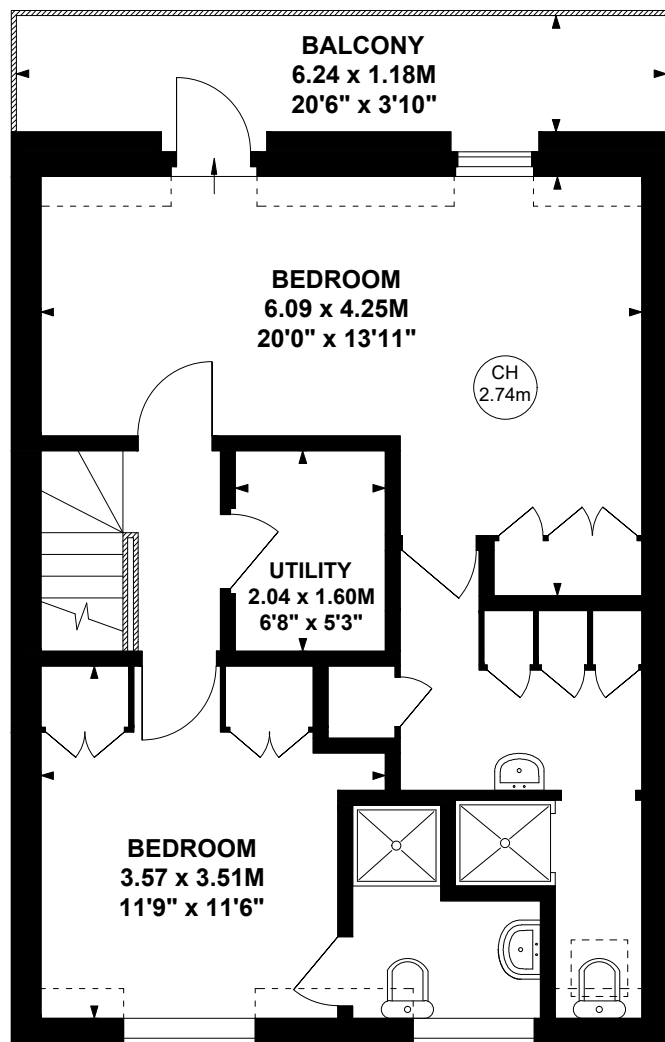 BALCONY
6.24 x 1.18M
20'6" x 3'10"
BEDROOM
6.09 x 4.25M
20'0" x 13'11"
CH
2.74m
UTILITY
2.04 x 1.60M
6'8" x 5'3"
BEDROOM
3.57 x 3.51M
11'9" x 11'6"